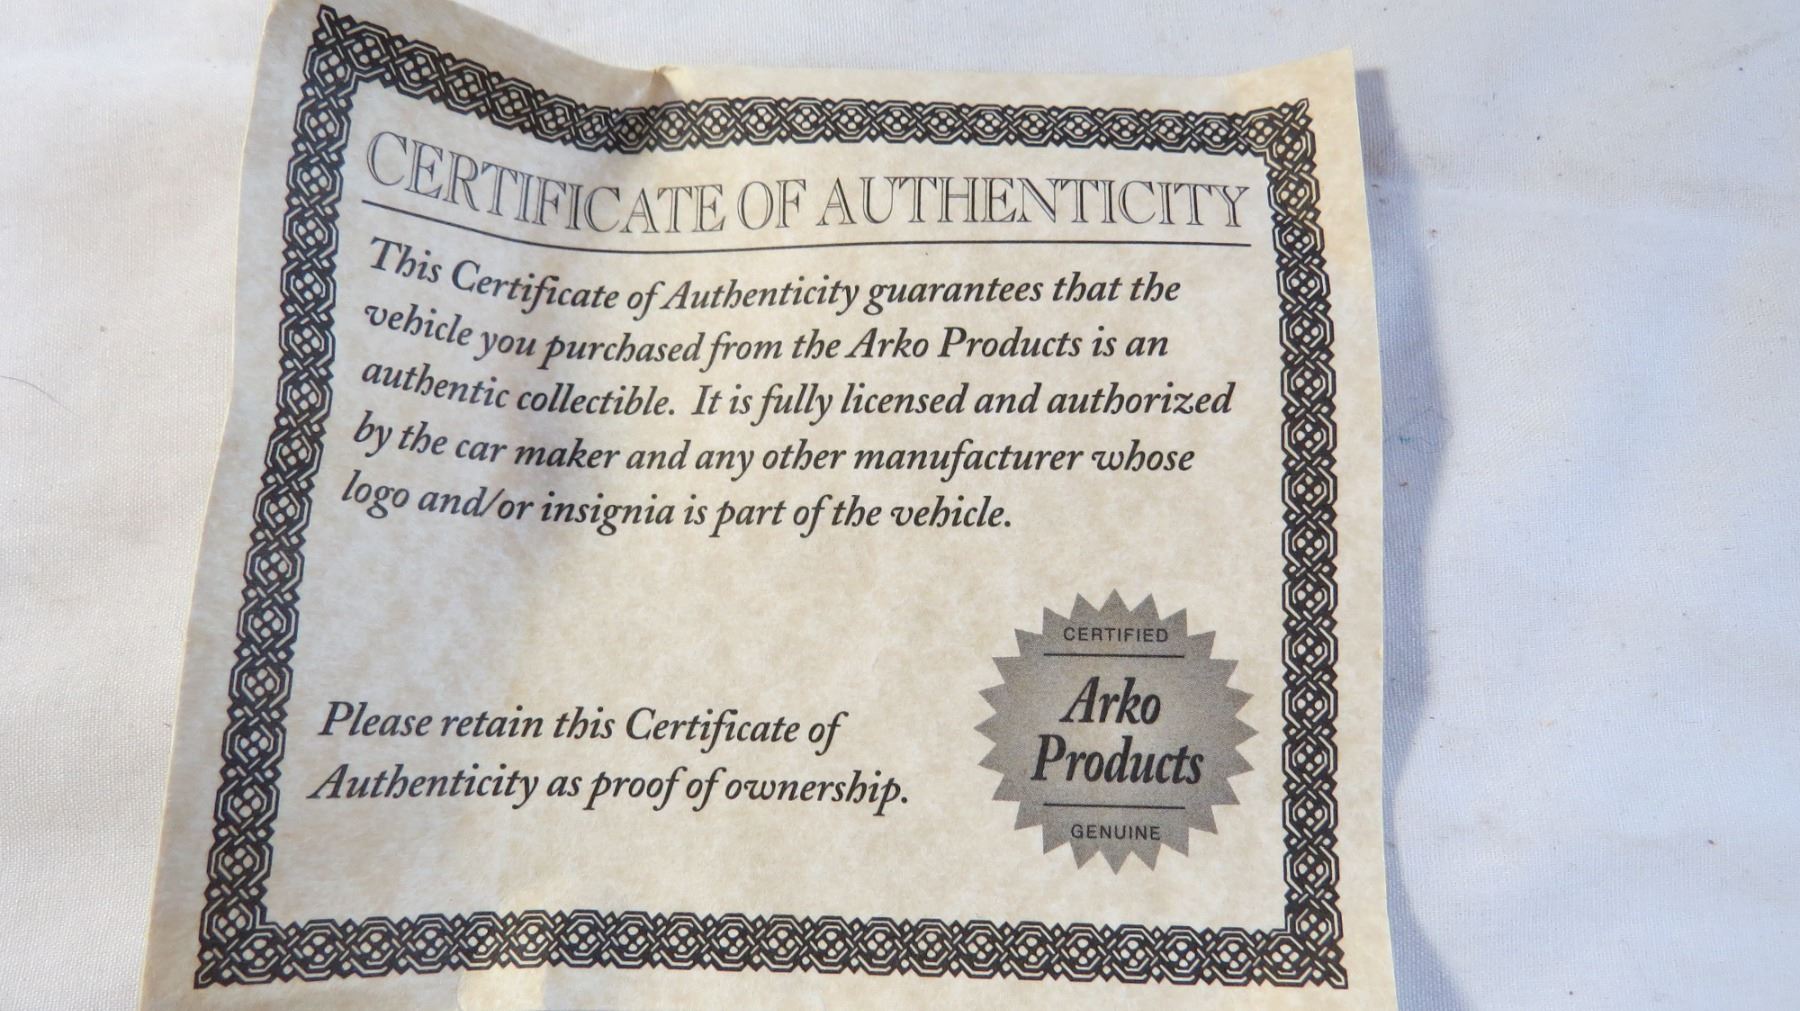 CERTIFICATE OF AUTHENTICITY
This Certificate of Authenticity guarantees that the
vehicle you purchased from the Arko Products is an
authentic collectible. It is fully licensed and authorized
by the car maker and any other manufacturer whose
logo and/or insignia is part of the vehicle.
Please retain this Certificate of
Authenticity as proof of ownership.
CERTIFIED
Arko
Products
GENUINE